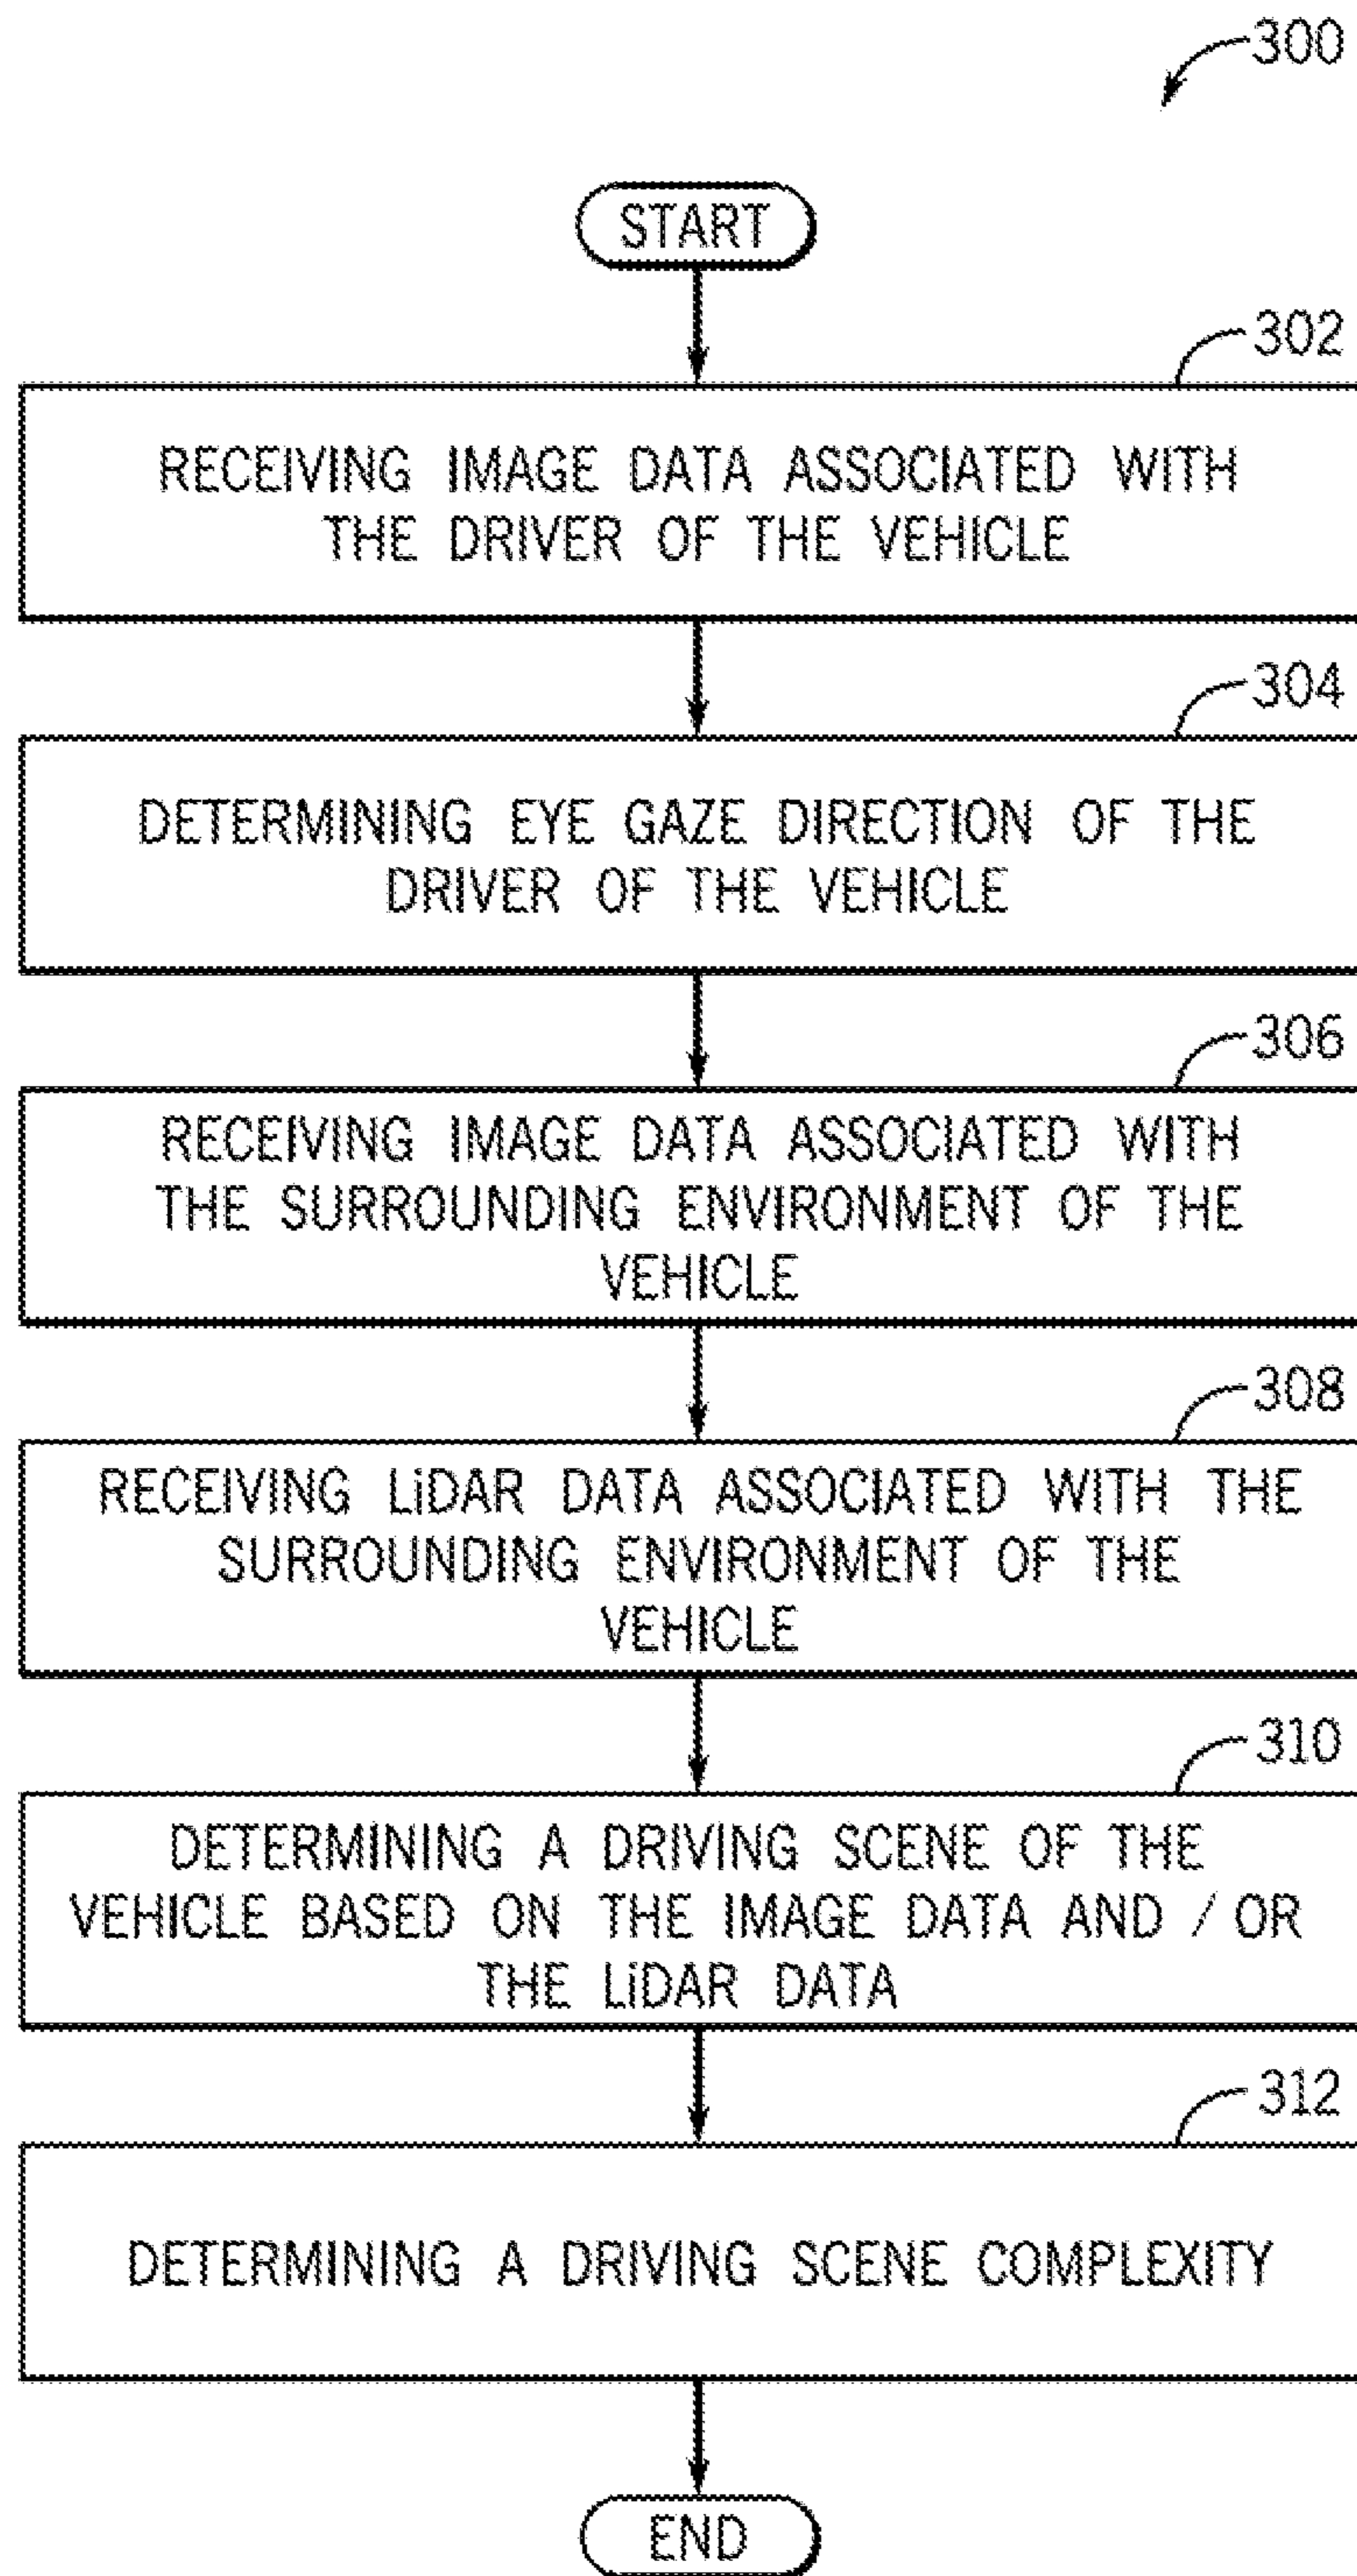 300
START
302
RECEIVING IMAGE DATA ASSOCIATED WITH
THE DRIVER OF THE VEHICLE
304
DETERMINING EYE GAZE DIRECTION OF THE
DRIVER OF THE VEHICLE
306
RECEIVING IMAGE DATA ASSOCIATED WITH
THE SURROUNDING ENVIRONMENT OF THE
VEHICLE
308
RECEIVING LiDAR DATA ASSOCIATED WITH THE
SURROUNDING ENVIRONMENT OF THE
VEHICLE
310
DETERMINING A DRIVING SCENE OF THE
VEHICLE BASED ON THE IMAGE DATA AND / OR
THE LiDAR DATA
312
DETERMINING A DRIVING SCENE COMPLEXITY
END